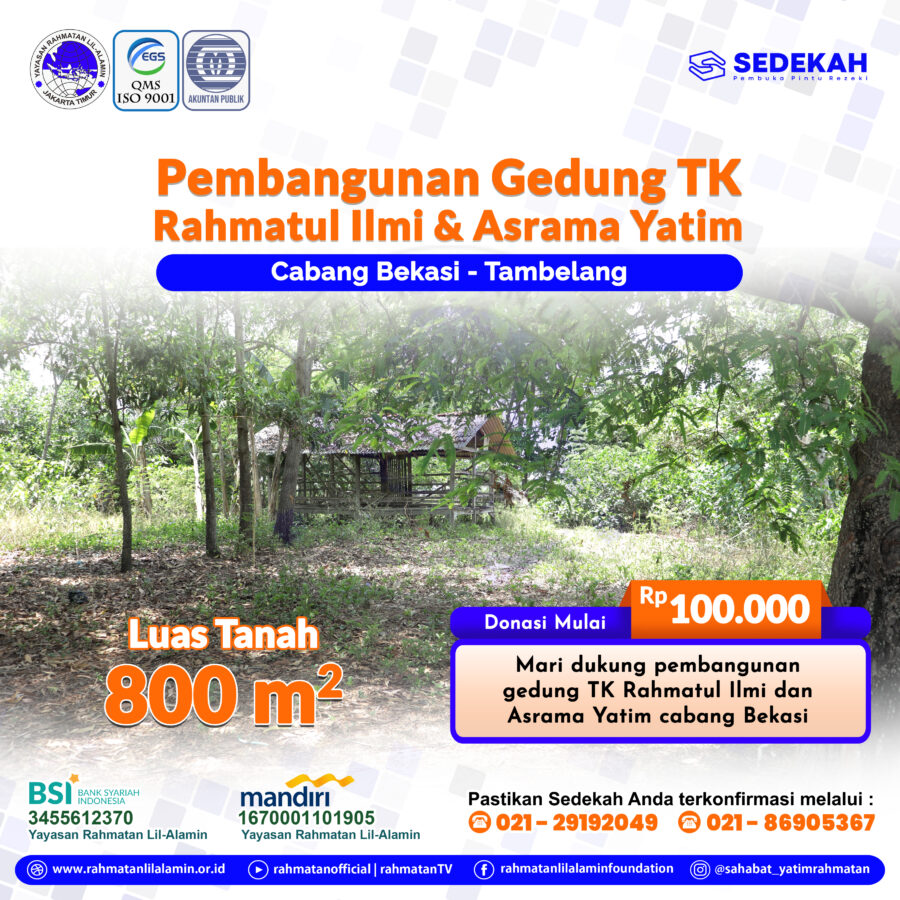 YAYASAN RAHMATAN LIL-ALAMIN
JAKARTA TIMUR
EGS
QMS
ISO 9001
AKUNTAN PUBLIK
SEDEKAH
Pembuka Pintu Rezeki
Pembangunan Gedung TK
Rahmatul Ilmi & Asrama Yatim
Cabang Bekasi - Tambelang
Luas Tanah
800 m²
Donasi Mulai
Rp 100.000
Mari dukung pembangunan
gedung TK Rahmatul Ilmi dan
Asrama Yatim cabang Bekasi
BSI BANK SYARIAH
INDONESIA
3455612370
Yayasan Rahmatan Lil-Alamin
mandiri
1670001101905
Yayasan Rahmatan Lil-Alamin
Pastikan Sedekah Anda terkonfirmasi melalui :
021 – 29192049 021 – 86905367
www.rahmatanlilalamin.or.id rahmatanofficial | rahmatanTV rahmatanlilalaminfoundation @sahabat_yatimrahmatan